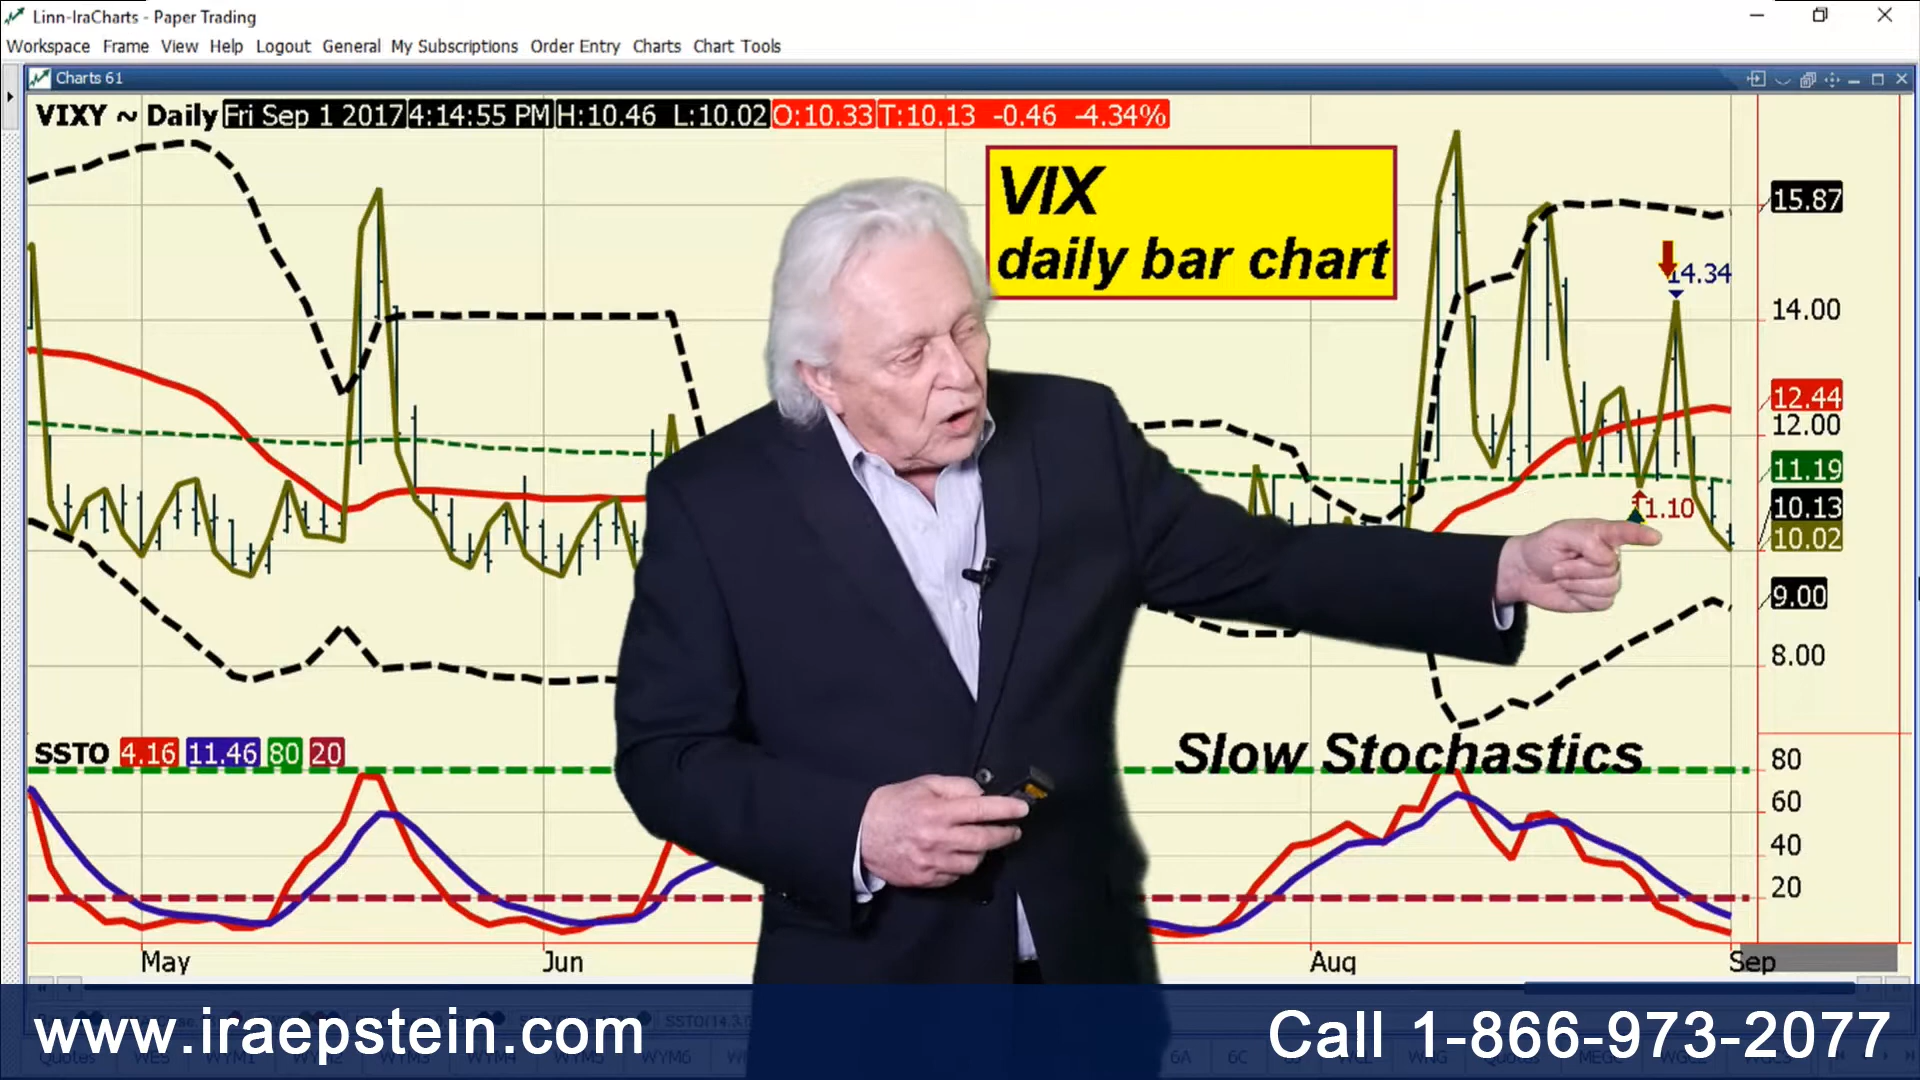 Linn-IraCharts - Paper Trading
Workspace Frame View Help Logout General My Subscriptions Order Entry Charts Chart Tools
Charts 61
VIXY ~ Daily Fri Sep 1 2017 4:14:55 PM H:10.46 L:10.02 O:10.33 T:10.13 -0.46 -4.34%
VIX
daily bar chart
15.87
14.34
14.00
12.44
12.00
11.19
11.10
10.13
10.02
9.00
8.00
Slow Stochastics
SSTO 4.16 11.46 80 20
80
60
40
20
May Jun Aug Sep
www.iraepstein.com
Call 1-866-973-2077